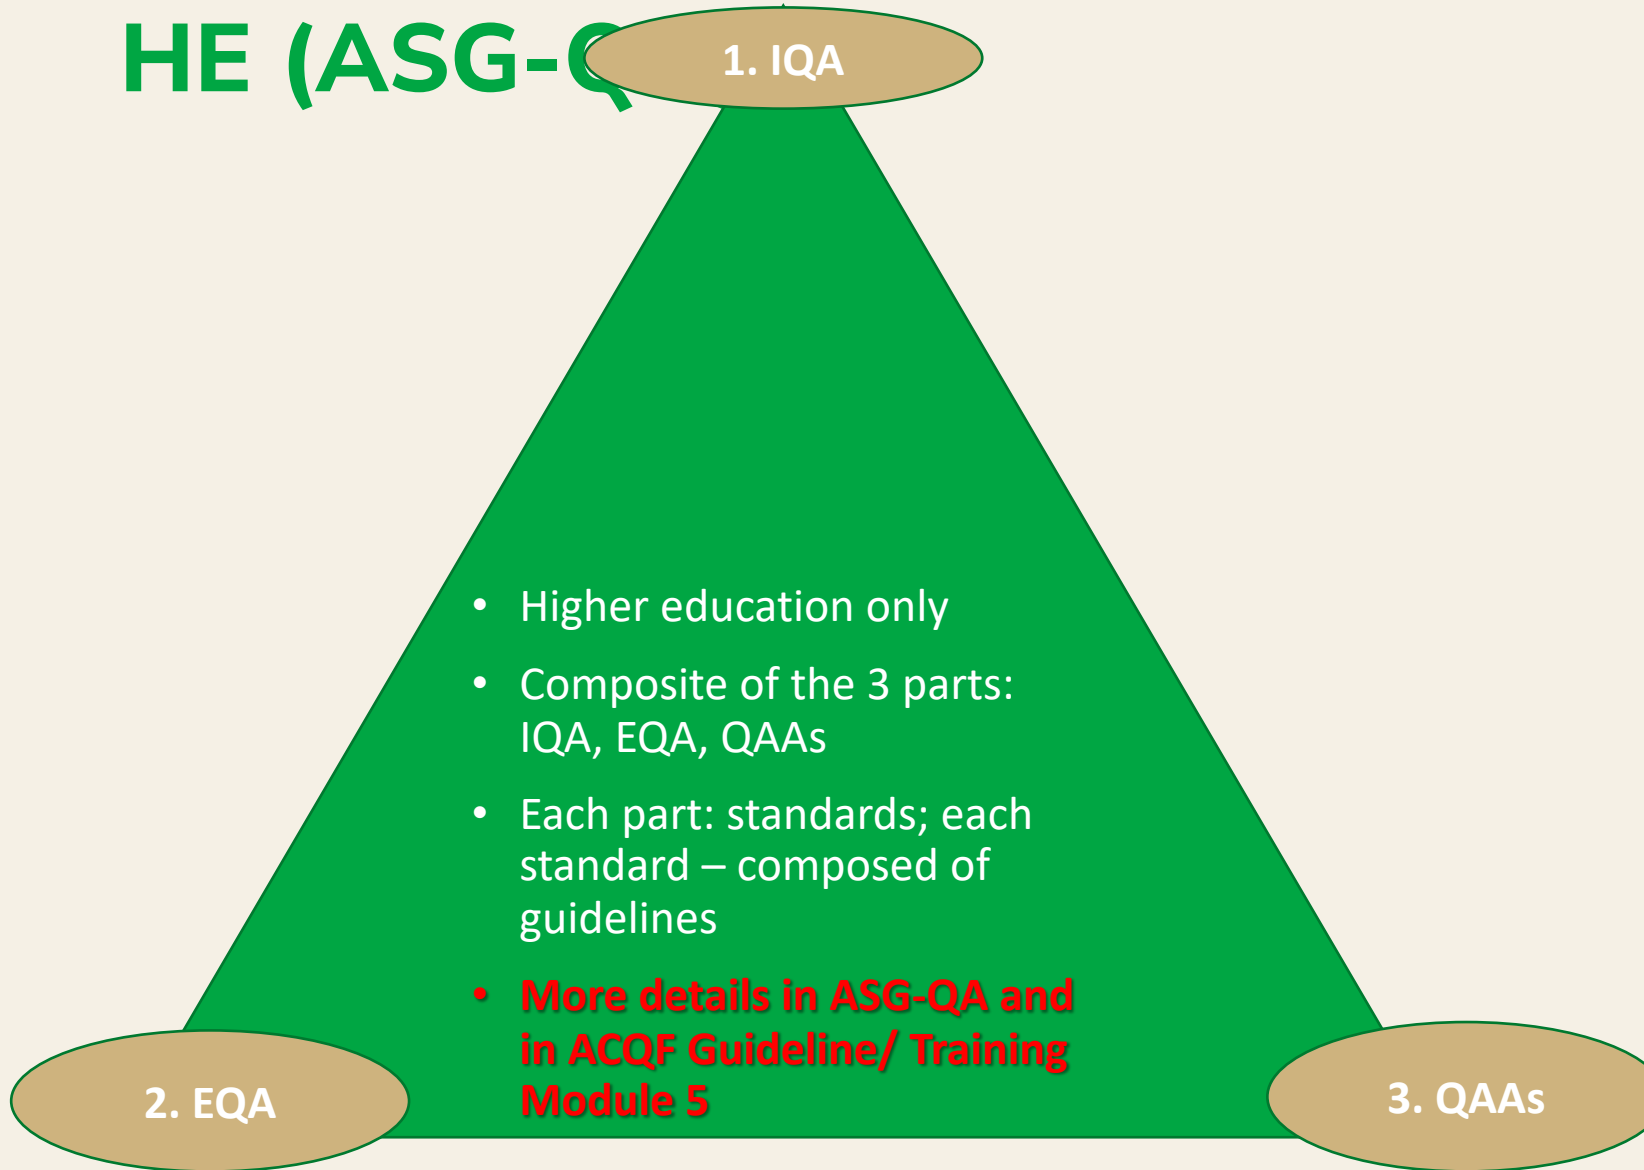 HE (ASG-Q
1. IQA
• Higher education only
• Composite of the 3 parts:
IQA, EQA, QAAs
• Each part: standards; each
standard – composed of
guidelines
• More details in ASG-QA and
in ACQF Guideline/ Training
Module 5
2. EQA
3. QAAs